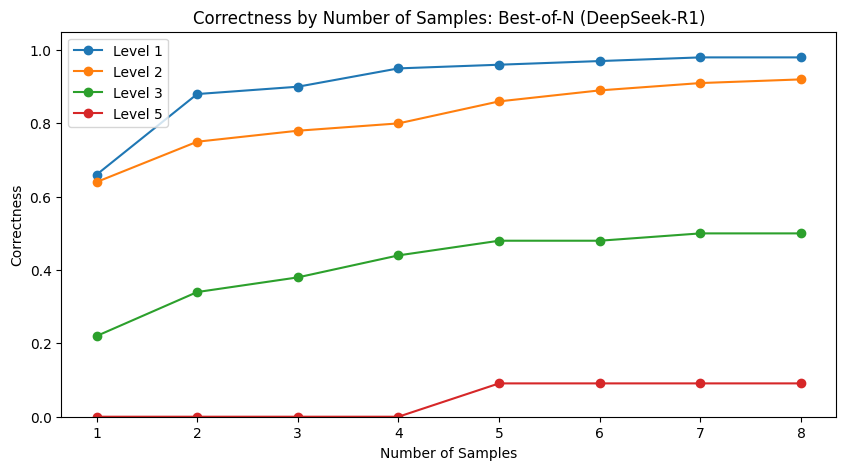 Correctness by Number of Samples: Best-of-N (DeepSeek-R1)
Level 1
Level 2
Level 3
Level 5
Correctness
1.0
0.8
0.6
0.4
0.2
0.0
1 2 3 4 5 6 7 8
Number of Samples